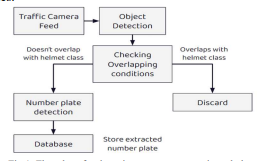 Traffic Camera
Feed
Object
Detection
Doesn't overlap
with helmet class
Checking
Overlapping
conditions
Overlaps with
helmet class
Number plate
detection
Discard
Database
Store extracted
number plate